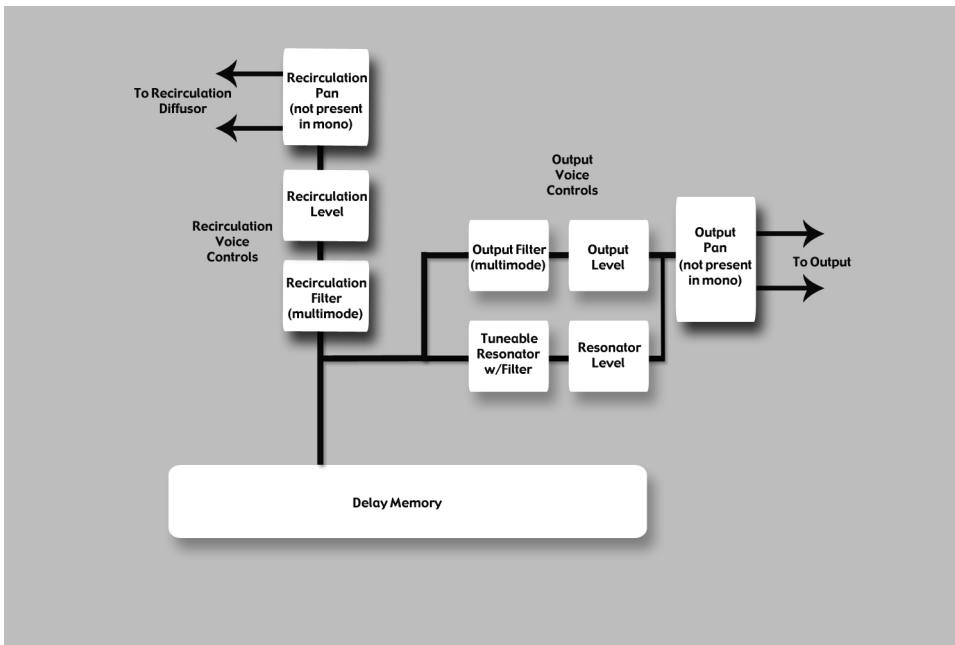 To Recirculation
Diffusor
Recirculation
Pan
(not present
in mono)
Recirculation
Level
Recirculation
Voice
Controls
Recirculation
Filter
(multimode)
Output
Voice
Controls
Output Filter
(multimode)
Output
Level
Output
Pan
(not present
in mono)
To Output
Tuneable
Resonator
w/Filter
Resonator
Level
Delay Memory